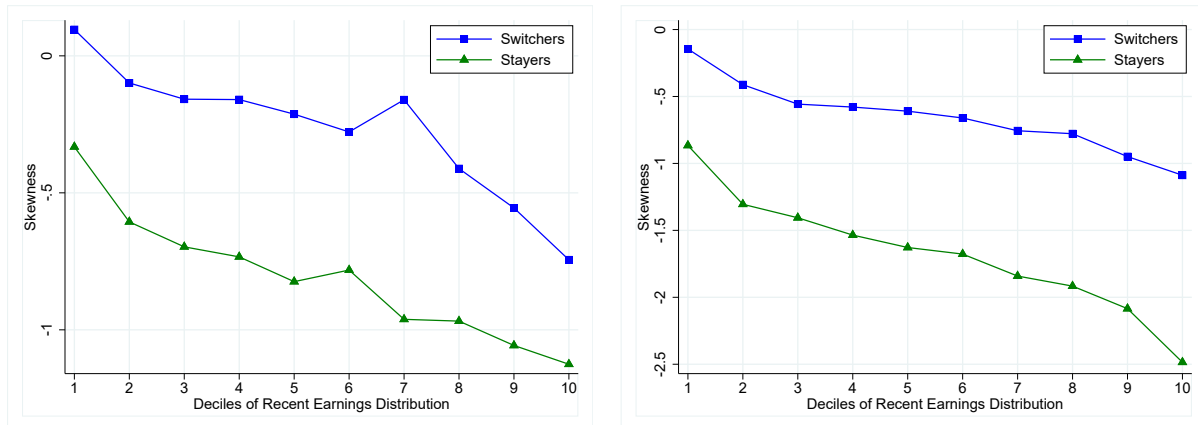 Switchers
Stayers
0
-.5
-1
Skewness
1 2 3 4 5 6 7 8 9 10
Deciles of Recent Earnings Distribution
Switchers
Stayers
0
-.5
-1
-1.5
-2
-2.5
Skewness
1 2 3 4 5 6 7 8 9 10
Deciles of Recent Earnings Distribution